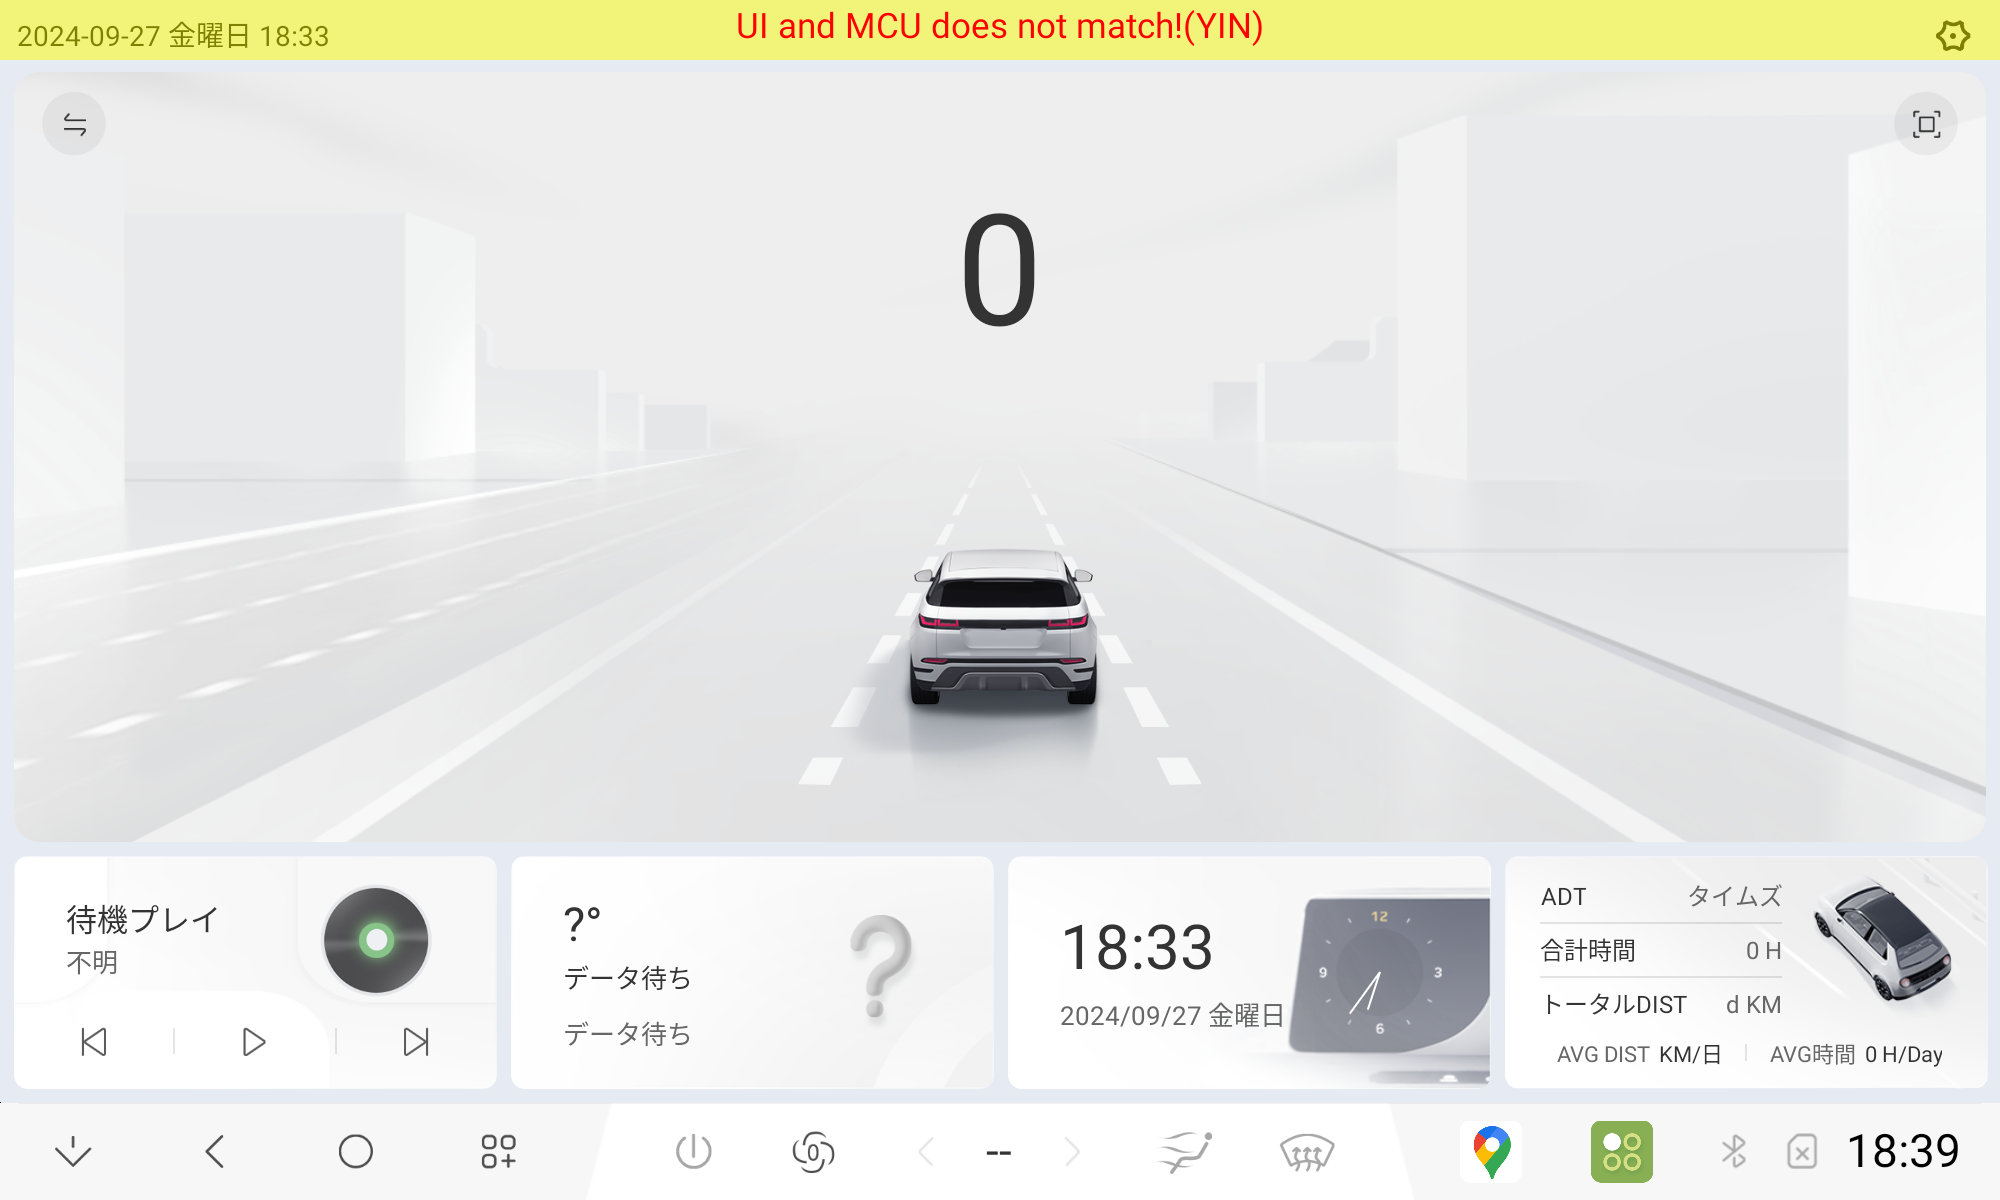 2024-09-27 金曜日 18:33
UI and MCU does not match!(YIN)
0
待機プレイ
不明
?°
データ待ち
データ待ち
18:33
2024/09/27 金曜日
12
9
3
6
ADT タイムズ
合計時間 0 H
トータルDIST d KM
AVG DIST KM/日 AVG時間 0 H/Day
0
--
18:39